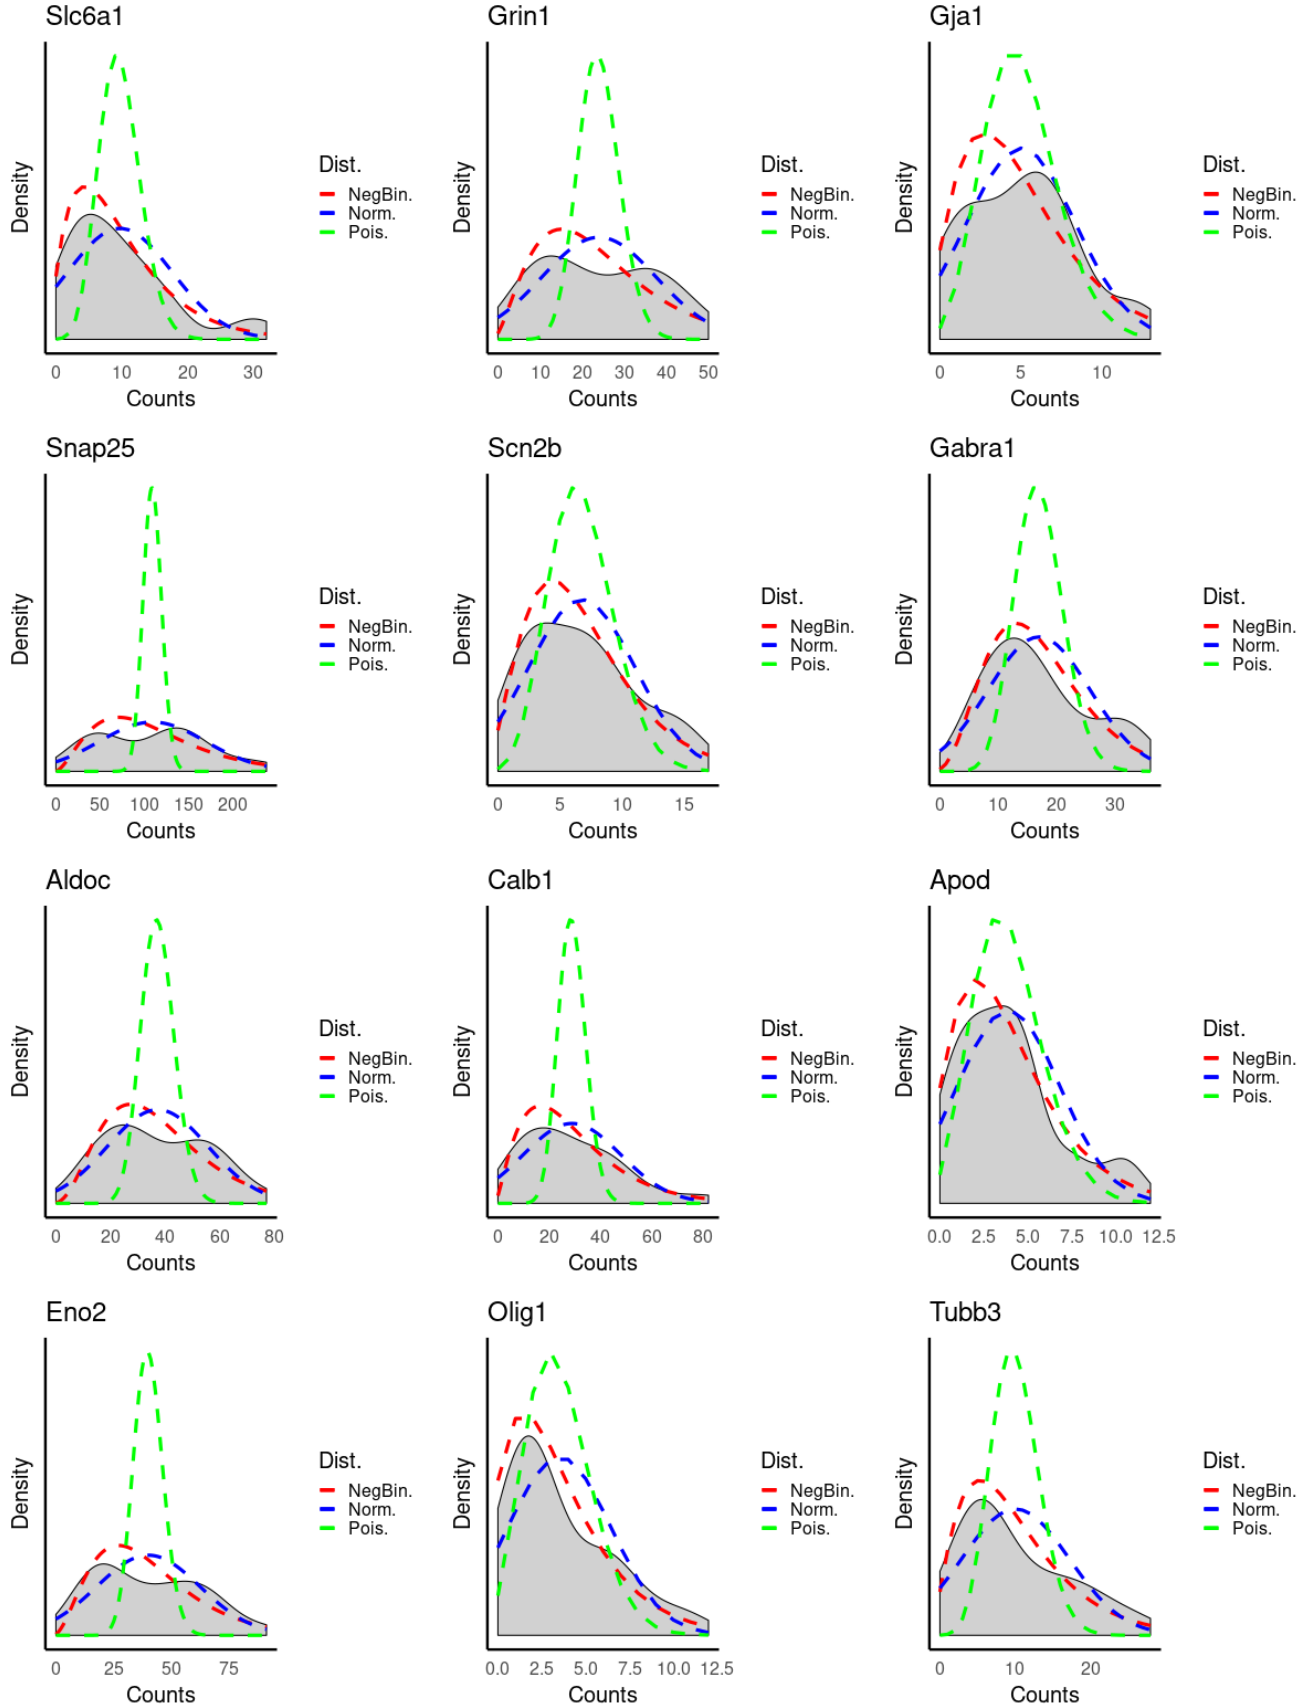 Slc6a1
Density
0 10 20 30
Counts
Dist.
NegBin.
Norm.
Pois.
Grin1
Density
0 10 20 30 40 50
Counts
Dist.
NegBin.
Norm.
Pois.
Gja1
Density
0 5 10
Counts
Dist.
NegBin.
Norm.
Pois.
Snap25
Density
0 50 100 150 200
Counts
Dist.
NegBin.
Norm.
Pois.
Scn2b
Density
0 5 10 15
Counts
Dist.
NegBin.
Norm.
Pois.
Gabra1
Density
0 10 20 30
Counts
Dist.
NegBin.
Norm.
Pois.
Aldoc
Density
0 20 40 60 80
Counts
Dist.
NegBin.
Norm.
Pois.
Calb1
Density
0 20 40 60 80
Counts
Dist.
NegBin.
Norm.
Pois.
Apod
Density
0.0 2.5 5.0 7.5 10.0 12.5
Counts
Dist.
NegBin.
Norm.
Pois.
Eno2
Density
0 25 50 75
Counts
Dist.
NegBin.
Norm.
Pois.
Olig1
Density
0.0 2.5 5.0 7.5 10.0 12.5
Counts
Dist.
NegBin.
Norm.
Pois.
Tubb3
Density
0 10 20
Counts
Dist.
NegBin.
Norm.
Pois.